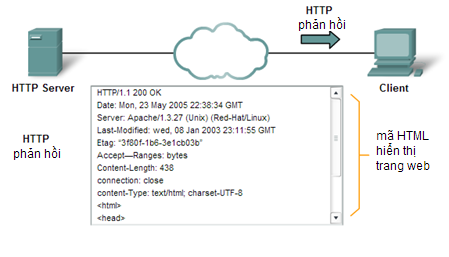 HTTP
phản hồi
HTTP Server
Client
HTTP/1.1 200 OK
Date: Mon, 23 May 2005 22:38:34 GMT
Server: Apache/1.3.27 (Unix) (Red-Hat/Linux)
Last-Modified: wed, 08 Jan 2003 23:11:55 GMT
Etag: "3f80f-1b6-3e1cb03b"
Accept—Ranges: bytes
Content-Length: 438
connection: close
content-Type: text/html; charset-UTF-8
<html>
<head>
HTTP
phản hồi
mã HTML
hiển thị
trang web